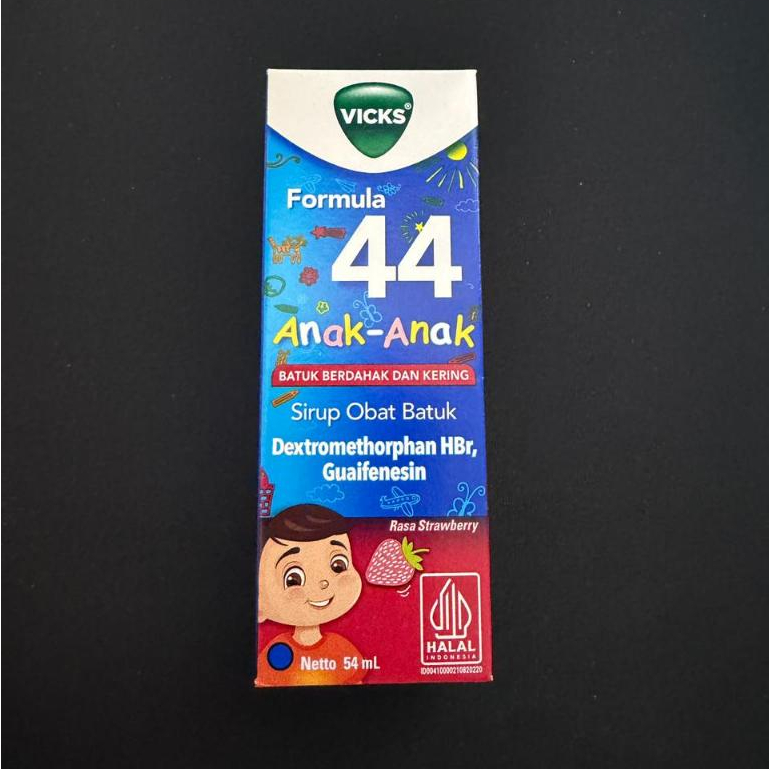 VICKS®
Formula
44
Anak-Anak
BATUK BERDAHAK DAN KERING
Sirup Obat Batuk
Dextromethorphan HBr,
Guaifenesin
Rasa Strawberry
HALAL
INDONESIA
ID00410000210820220
Netto 54 mL